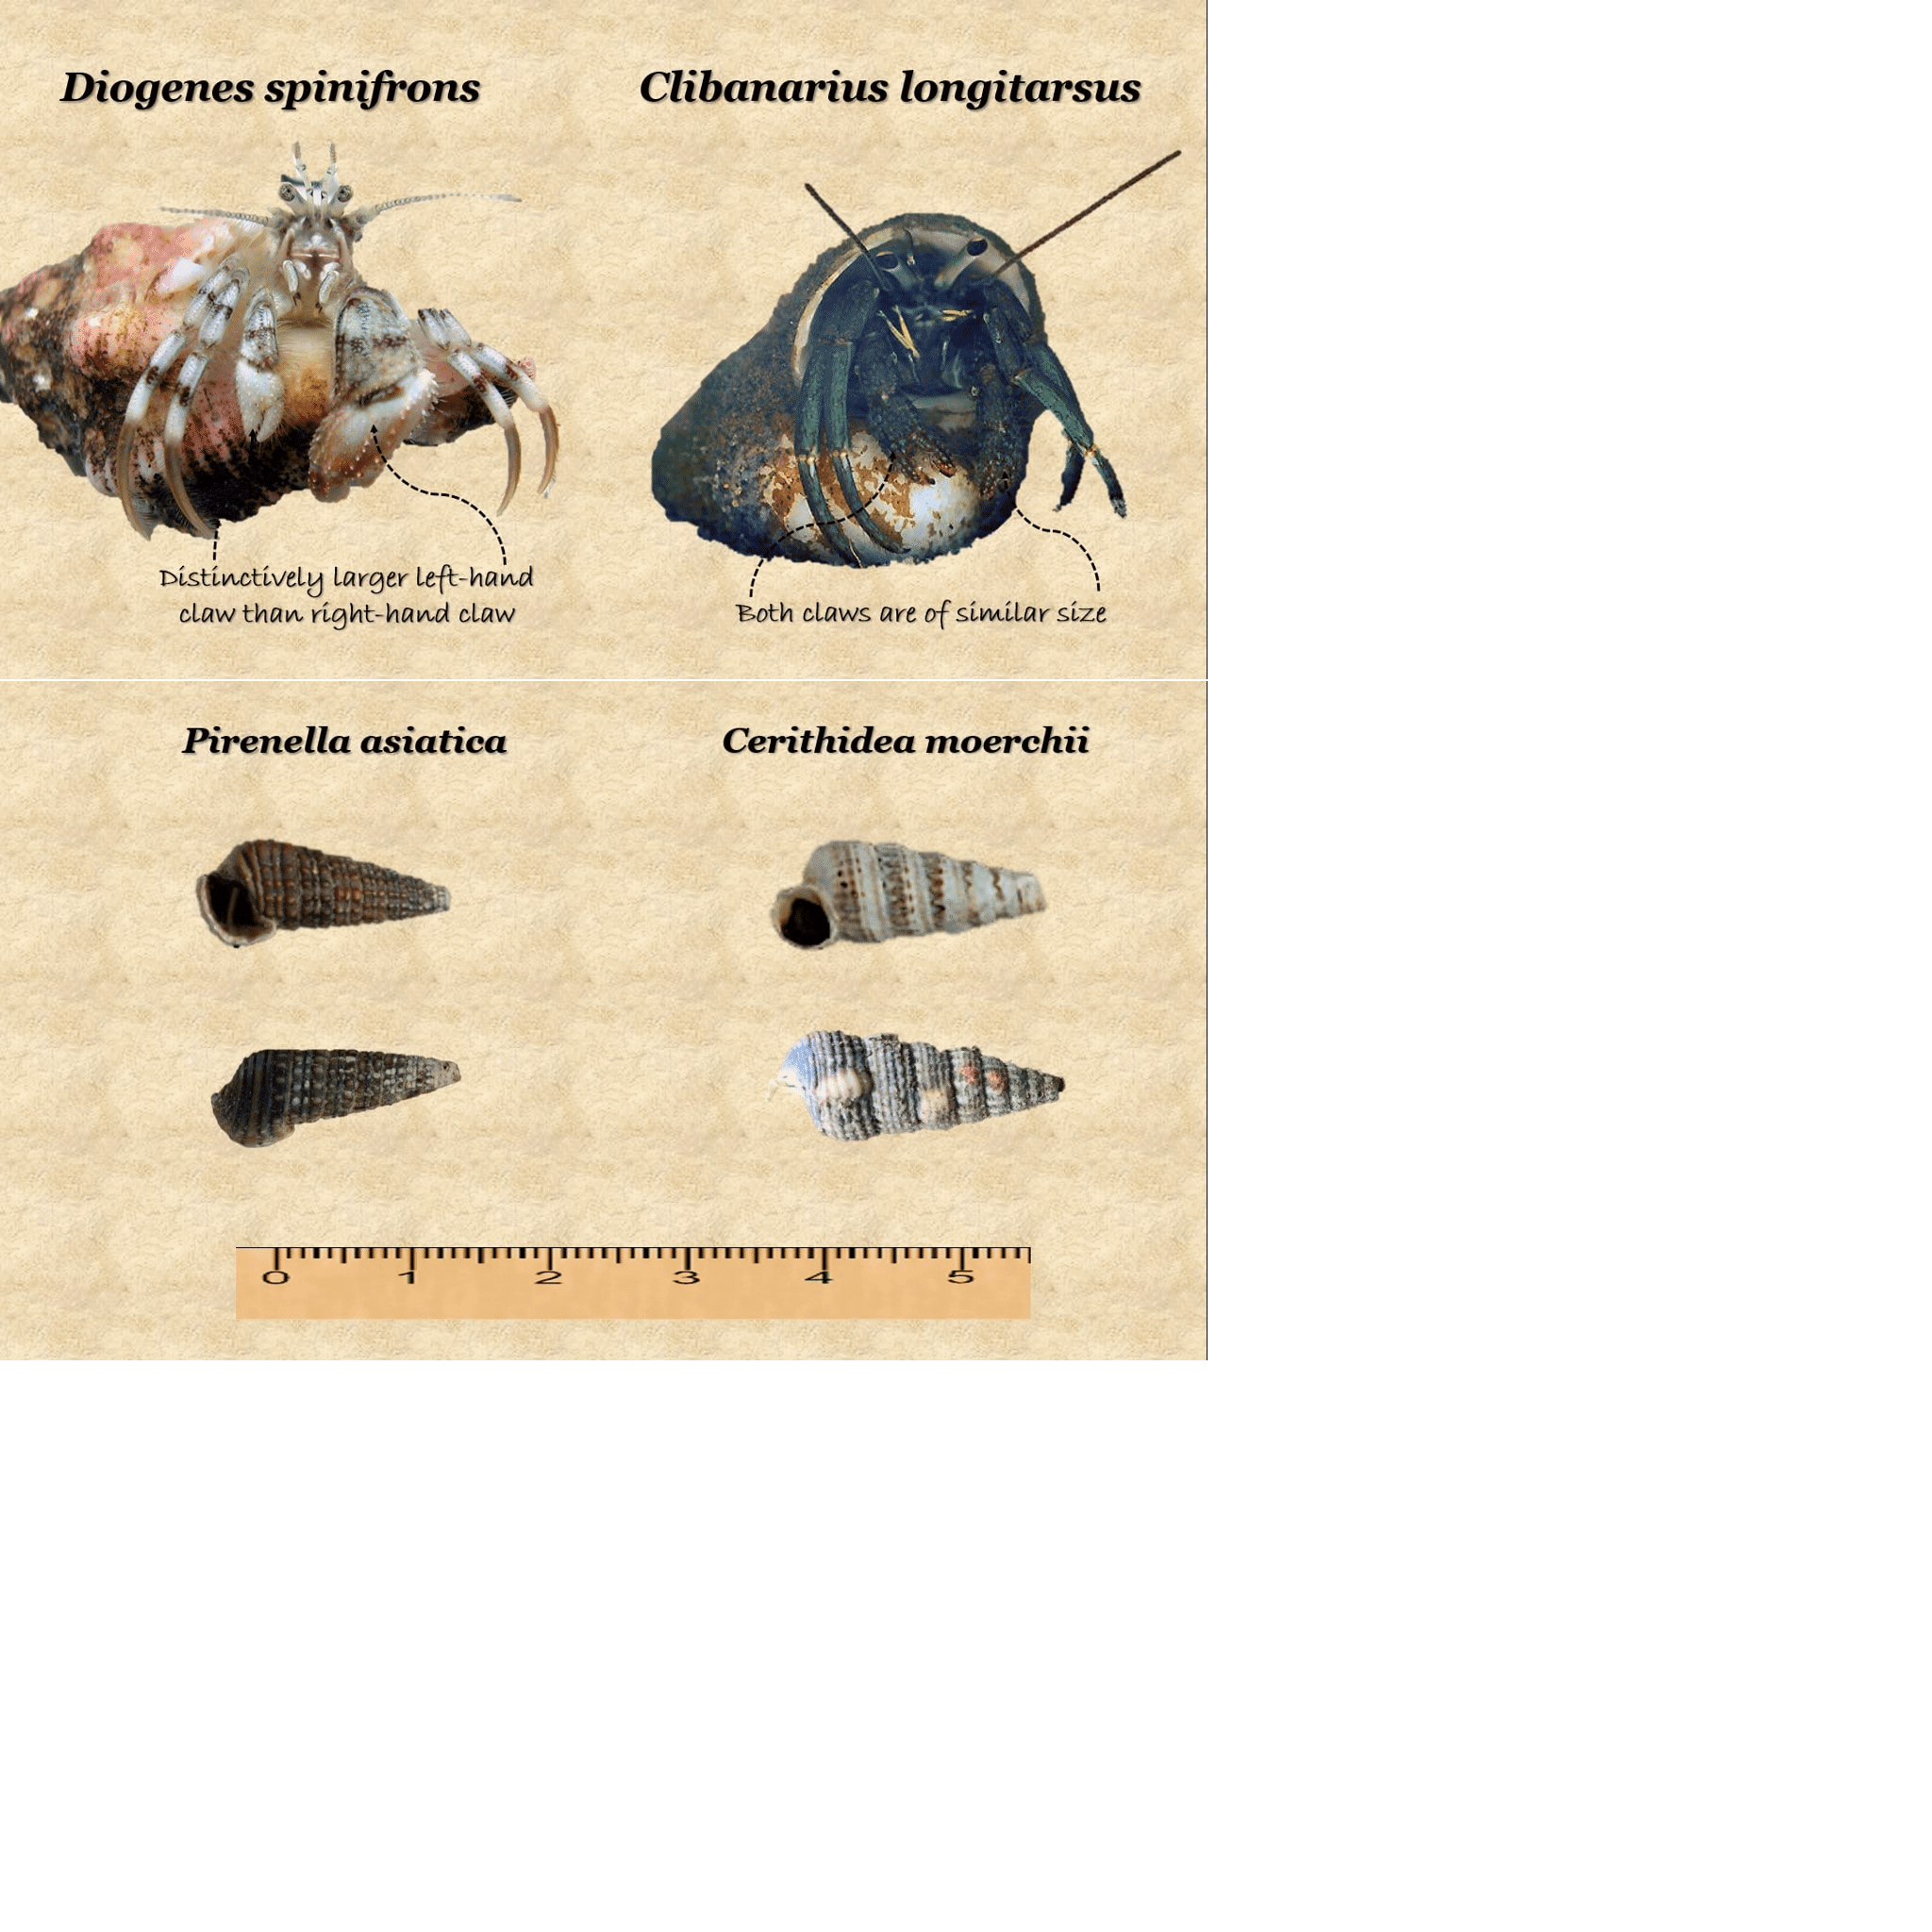 Diogenes spinifrons
Clibanarius longitarsus
Distinctively larger left-hand
claw than right-hand claw
Both claws are of similar size
Pirenella asiatica
Cerithidea moerchii
0 1 2 3 4 5